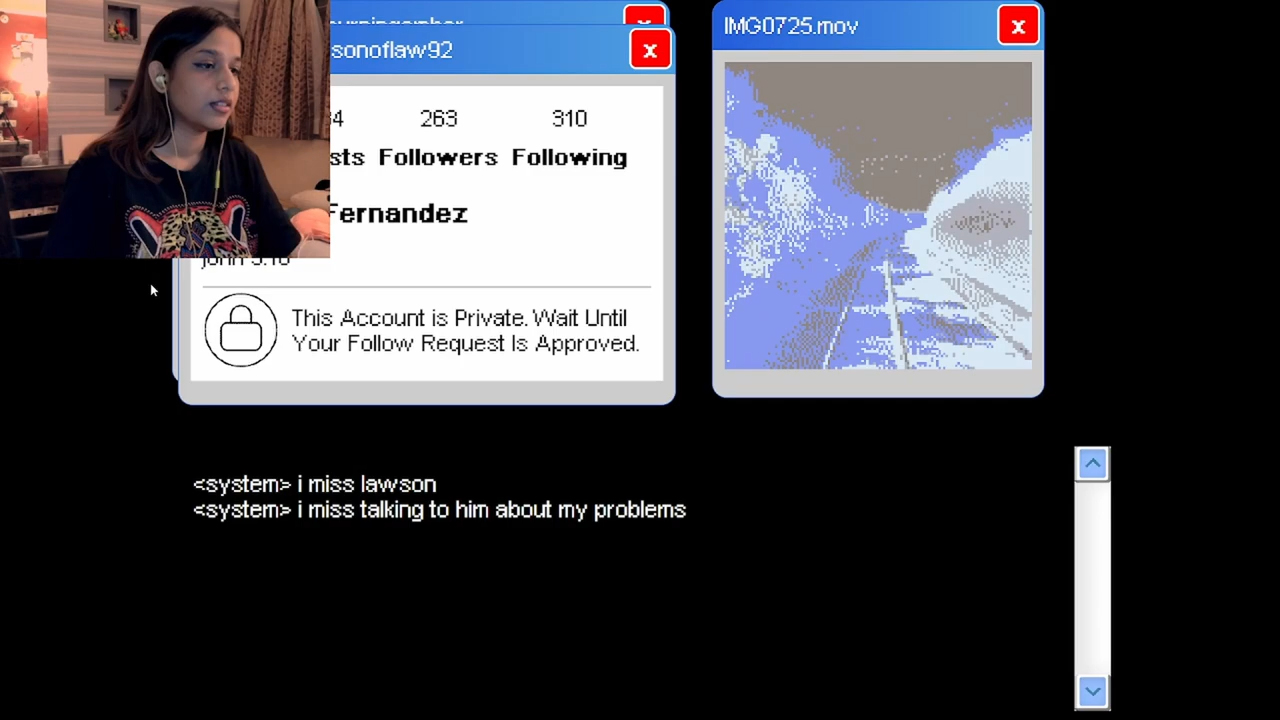 sonoflaw92
IMG0725.mov
263
310
Followers Following
Fernandez
This Account is Private. Wait Until
Your Follow Request Is Approved.
<system> i miss lawson
<system> i miss talking to him about my problems